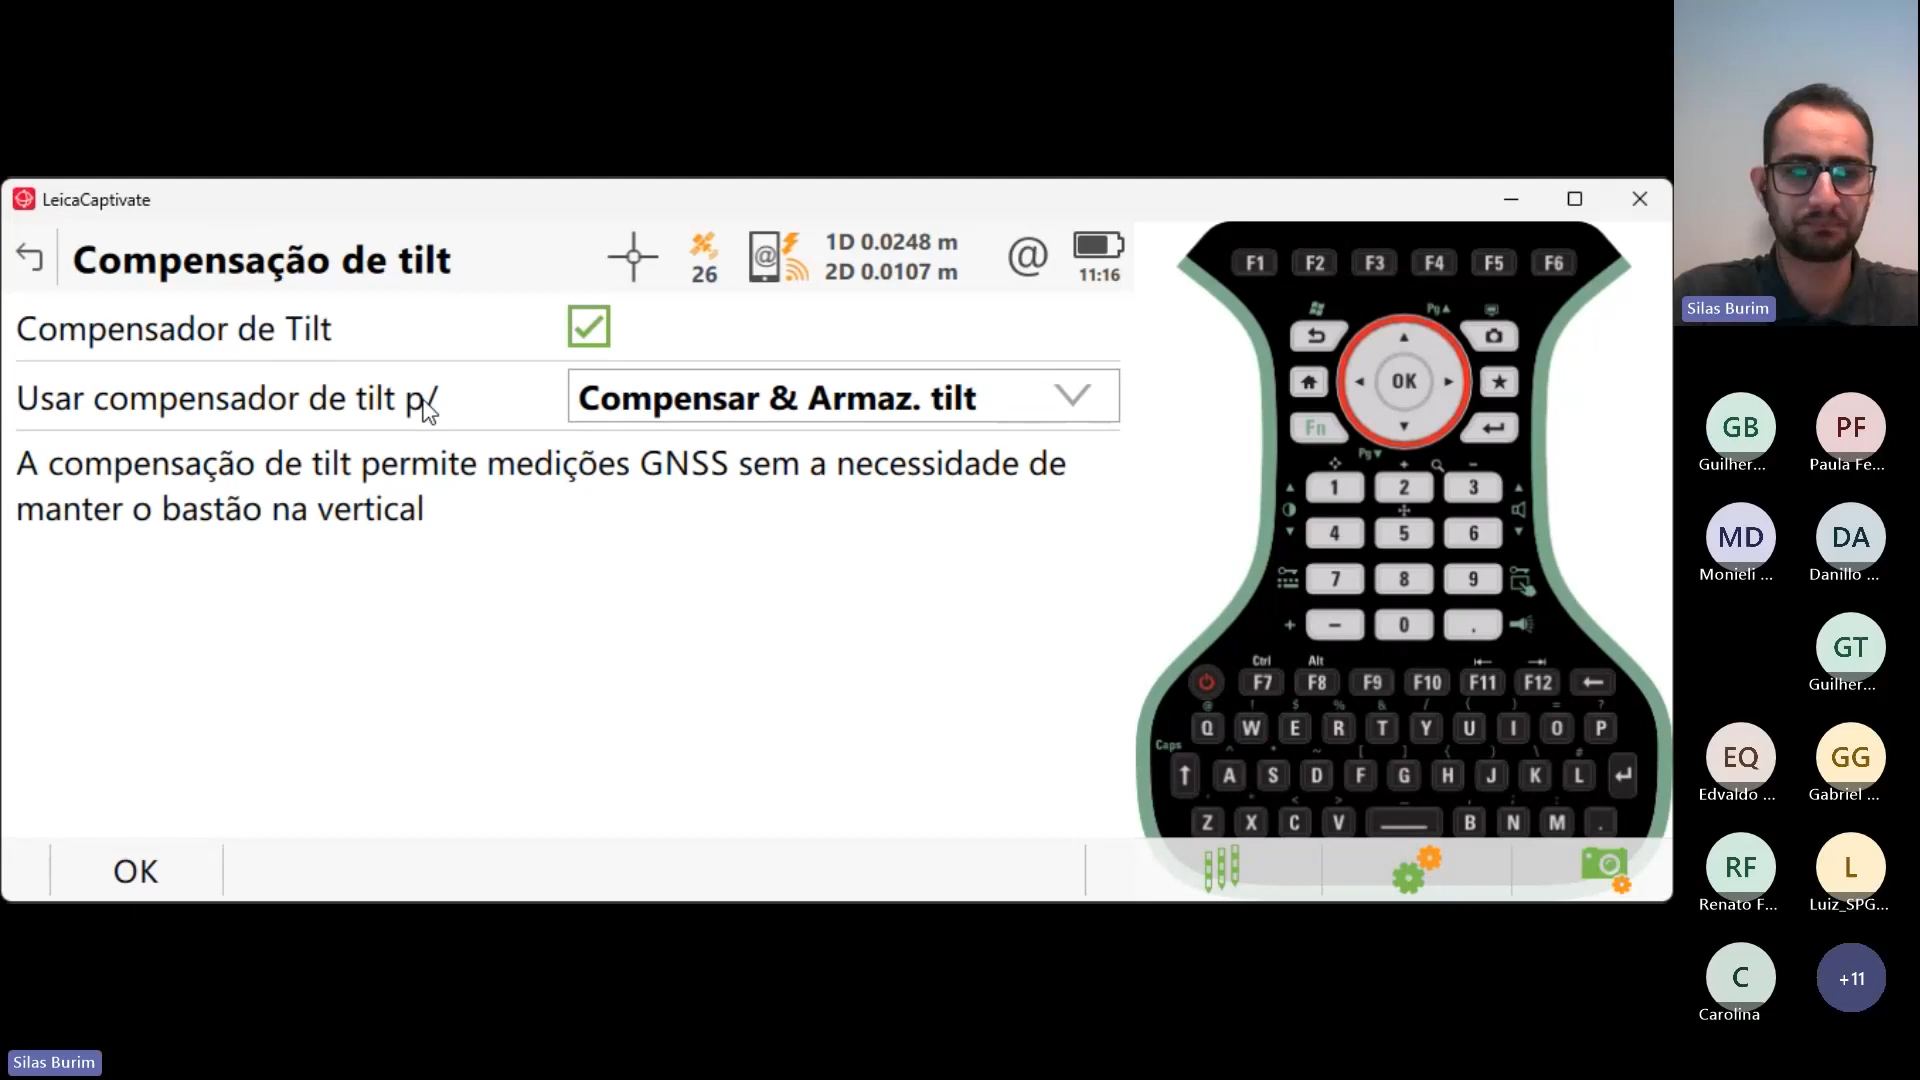 LeicaCaptivate
Compensação de tilt
26
1D 0.0248 m
2D 0.0107 m
@
11:16
Compensador de Tilt
Usar compensador de tilt p/
Compensar & Armaz. tilt
A compensação de tilt permite medições GNSS sem a necessidade de
manter o bastão na vertical
OK
F1 F2 F3 F4 F5 F6
Pg
OK
Fn
Pg
1 2 3
4 5 6
7 8 9
+ - 0 .
Ctrl Alt
F7 F8 F9 F10 F11 F12
Q W E R T Y U I O P
Caps
A S D F G H J K L
Z X C V B N M .
Silas Burim
GB
Guilher...
PF
Paula Fe...
MD
Monieli ...
DA
Danillo ...
GT
Guilher...
EQ
Edvaldo ...
GG
Gabriel ...
RF
Renato F...
L
Luiz_SPG...
C
Carolina
+11
Silas Burim